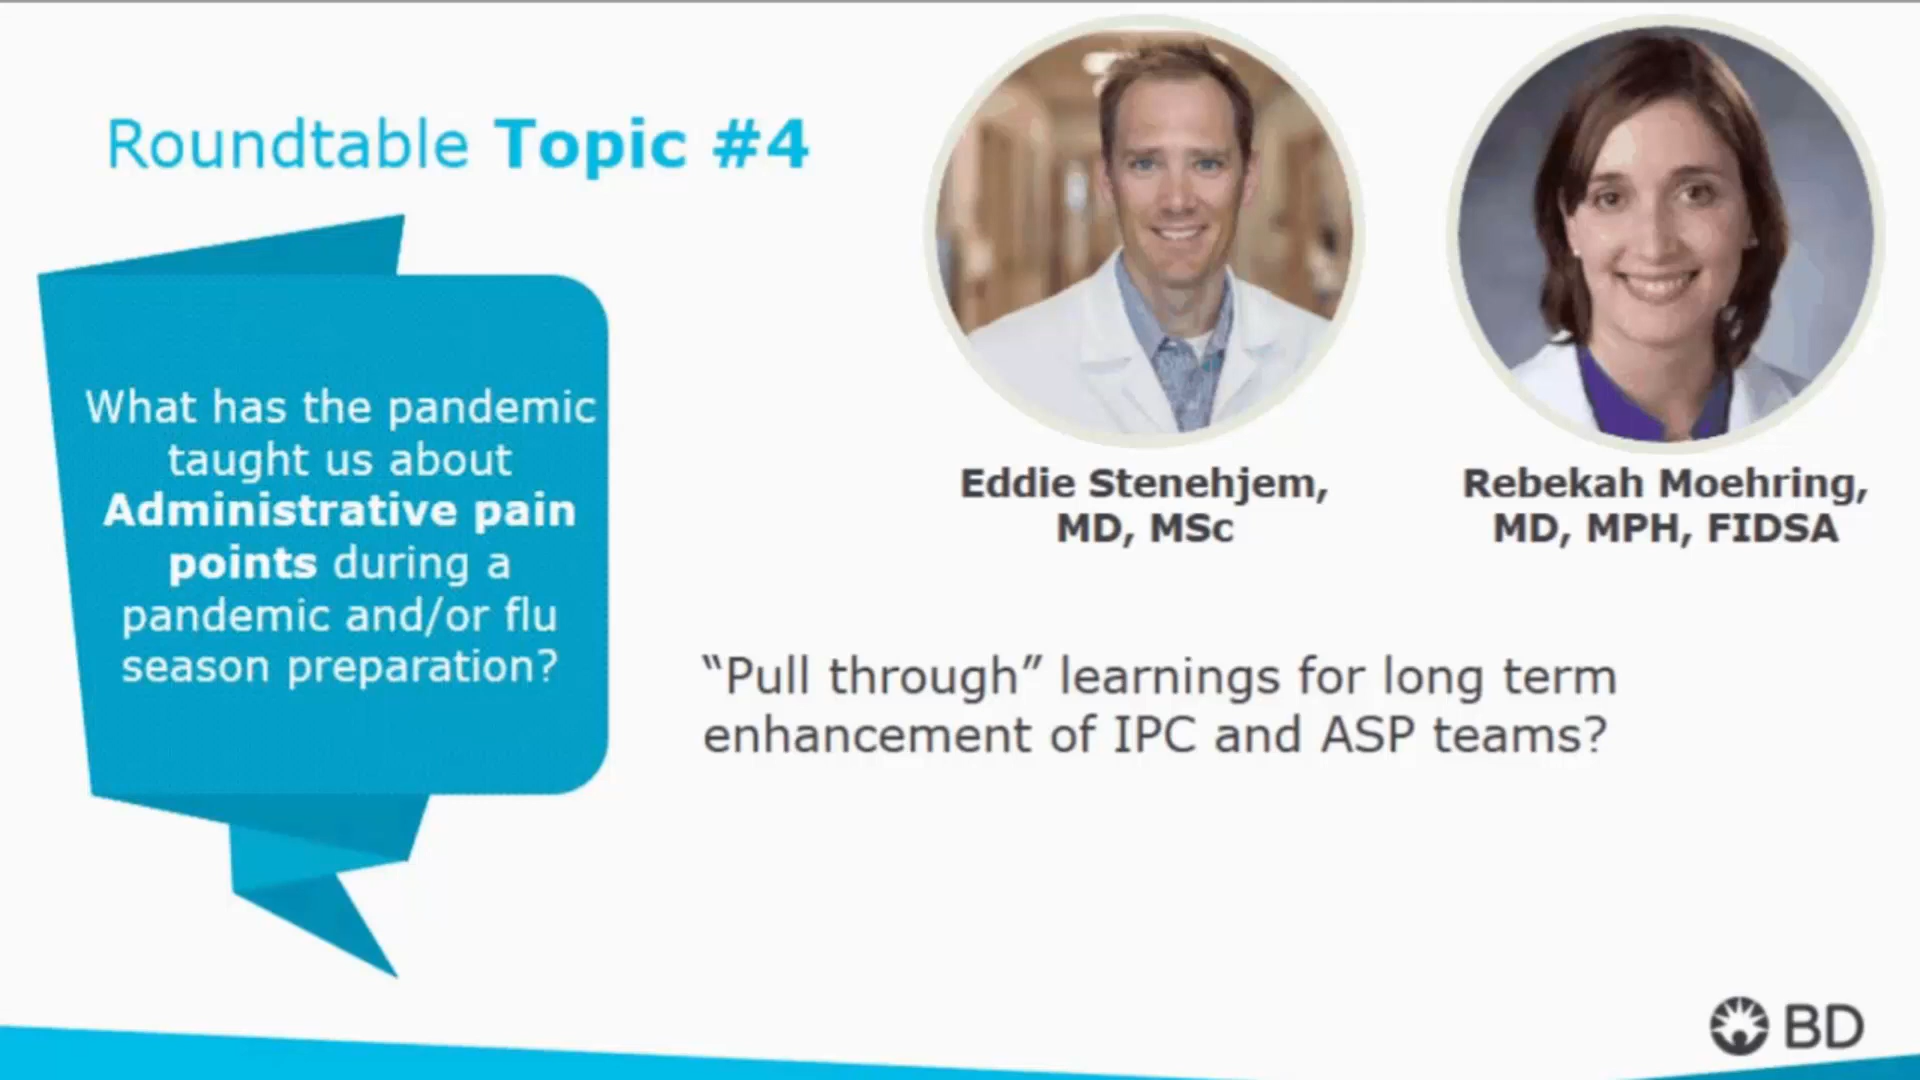 Roundtable Topic #4
What has the pandemic
taught us about
Administrative pain
points during a
pandemic and/or flu
season preparation?
Eddie Stenehjem,
MD, MSc
Rebekah Moehring,
MD, MPH, FIDSA
“Pull through” learnings for long term
enhancement of IPC and ASP teams?
BD